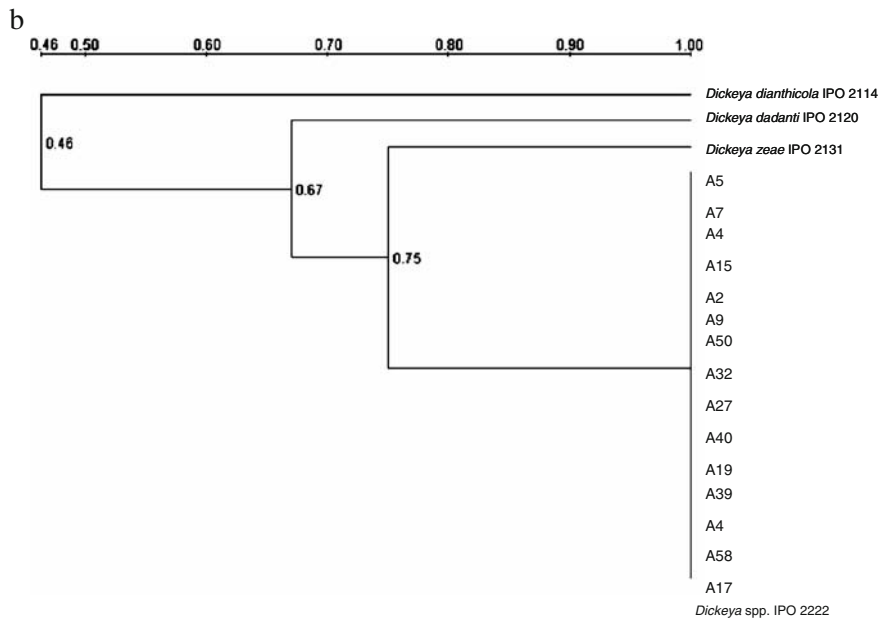 b
0.46 0.50 0.60 0.70 0.80 0.90 1.00
Dickeya dianthicola IPO 2114
Dickeya dadanti IPO 2120
0.46
Dickeya zeae IPO 2131
A5
0.67
A7
A4
0.75
A15
A2
A9
A50
A32
A27
A40
A19
A39
A4
A58
A17
Dickeya spp. IPO 2222